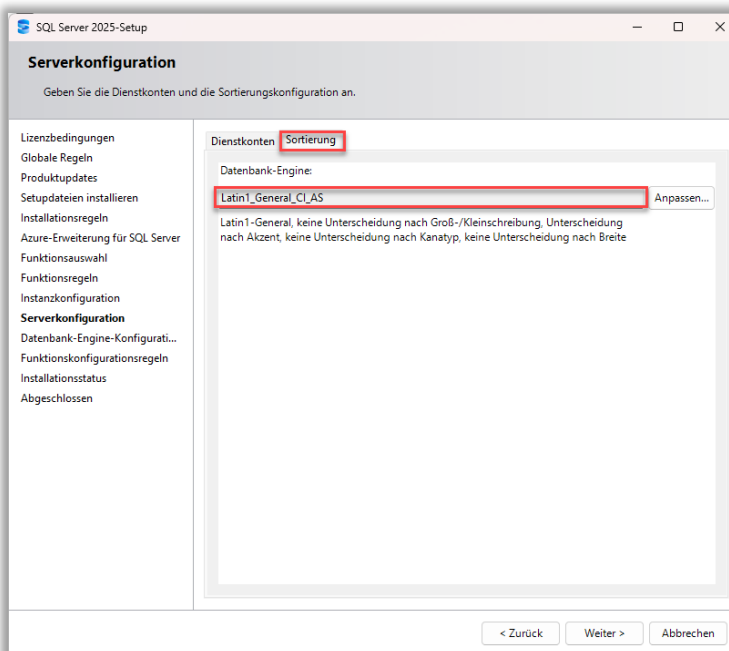 SQL Server 2025-Setup
Serverkonfiguration
Geben Sie die Dienstkonten und die Sortierungskonfiguration an.
Lizenzbedingungen
Globale Regeln
Produktupdates
Setupdateien installieren
Installationsregeln
Azure-Erweiterung für SQL Server
Funktionsauswahl
Funktionsregeln
Instanzkonfiguration
Serverkonfiguration
Datenbank-Engine-Konfigurati...
Funktionskonfigurationsregeln
Installationsstatus
Abgeschlossen
Dienstkonten Sortierung
Datenbank-Engine:
Latin1_General_CI_AS Anpassen...
Latin1-General, keine Unterscheidung nach Groß-/Kleinschreibung, Unterscheidung
nach Akzent, keine Unterscheidung nach Kanatyp, keine Unterscheidung nach Breite
< Zurück Weiter > Abbrechen